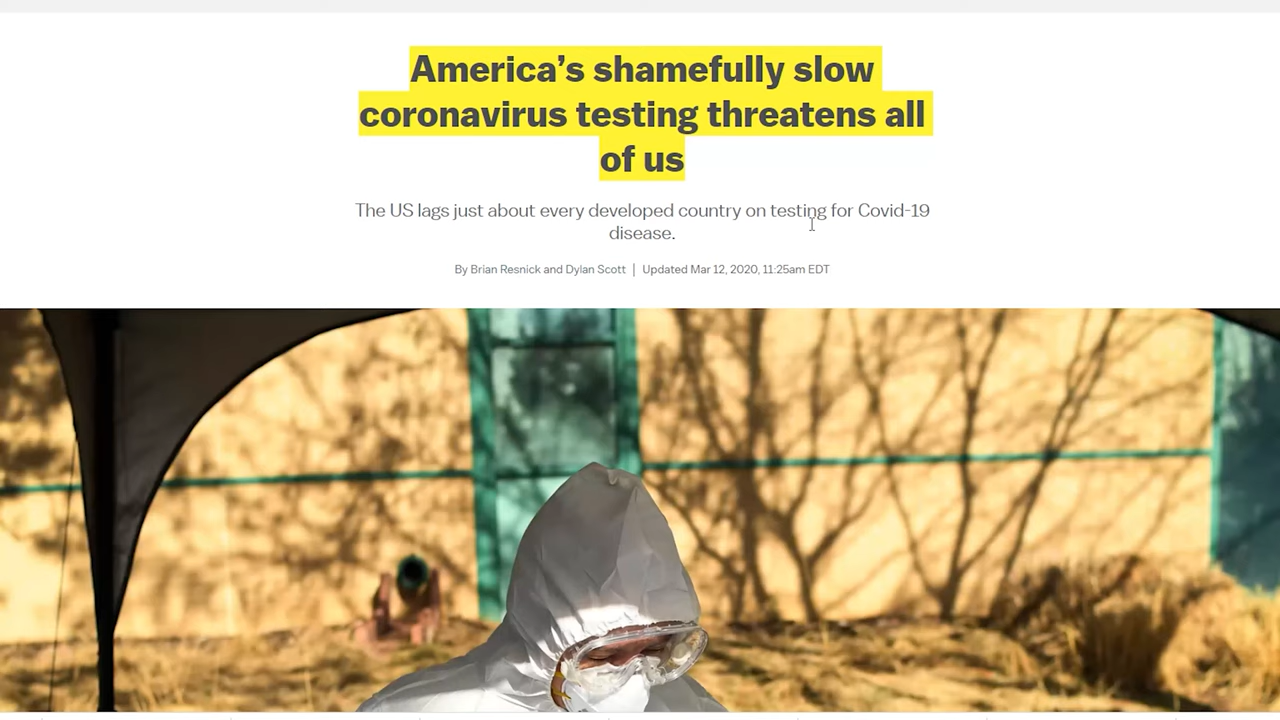 America’s shamefully slow
coronavirus testing threatens all
of us
The US lags just about every developed country on testing for Covid-19
disease.
By Brian Resnick and Dylan Scott | Updated Mar 12, 2020, 11:25am EDT